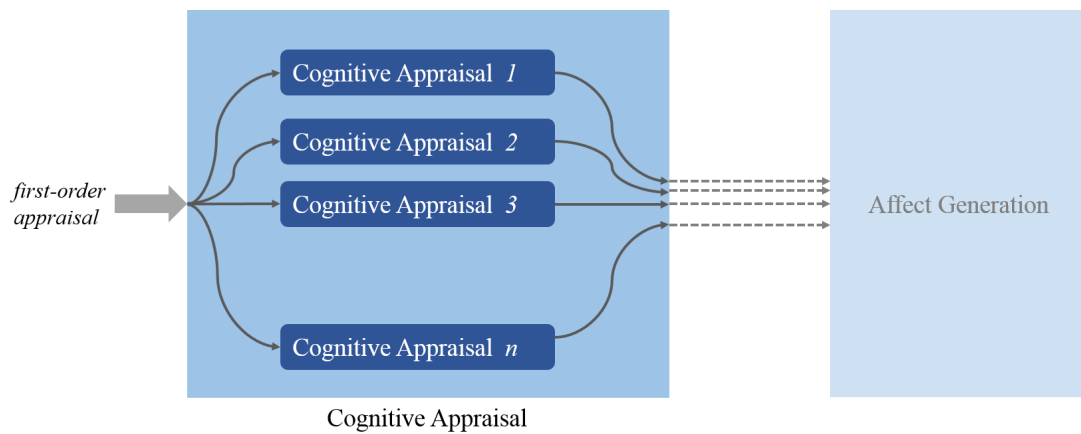 Cognitive Appraisal 1
Cognitive Appraisal 2
first-order
appraisal
Cognitive Appraisal 3
Affect Generation
Cognitive Appraisal n
Cognitive Appraisal